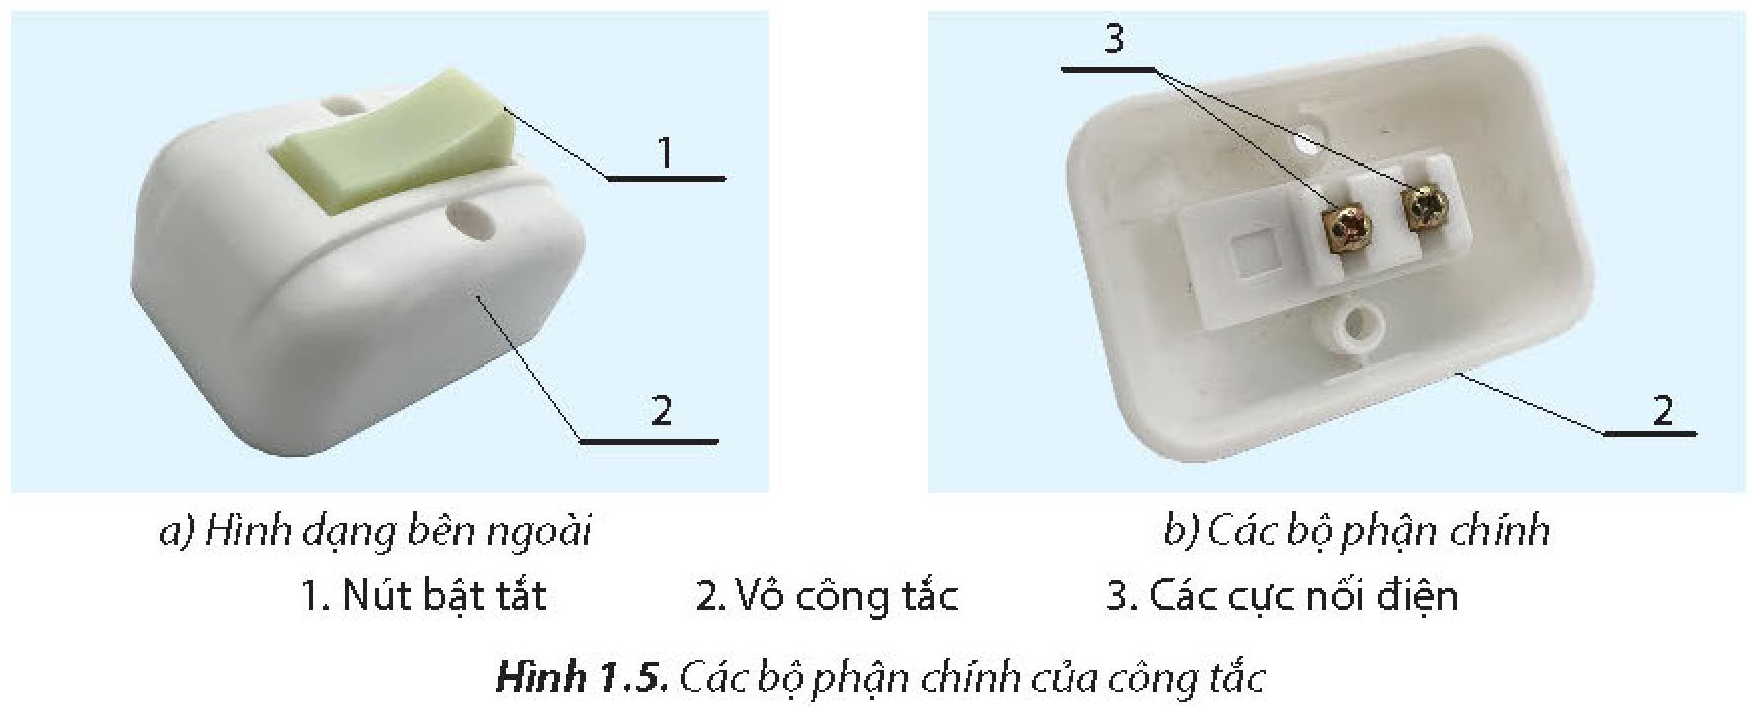 1
2
3
2
a) Hình dạng bên ngoài
b) Các bộ phận chính
1. Nút bật tắt 2. Vỏ công tắc 3. Các cực nối điện
Hình 1.5. Các bộ phận chính của công tắc